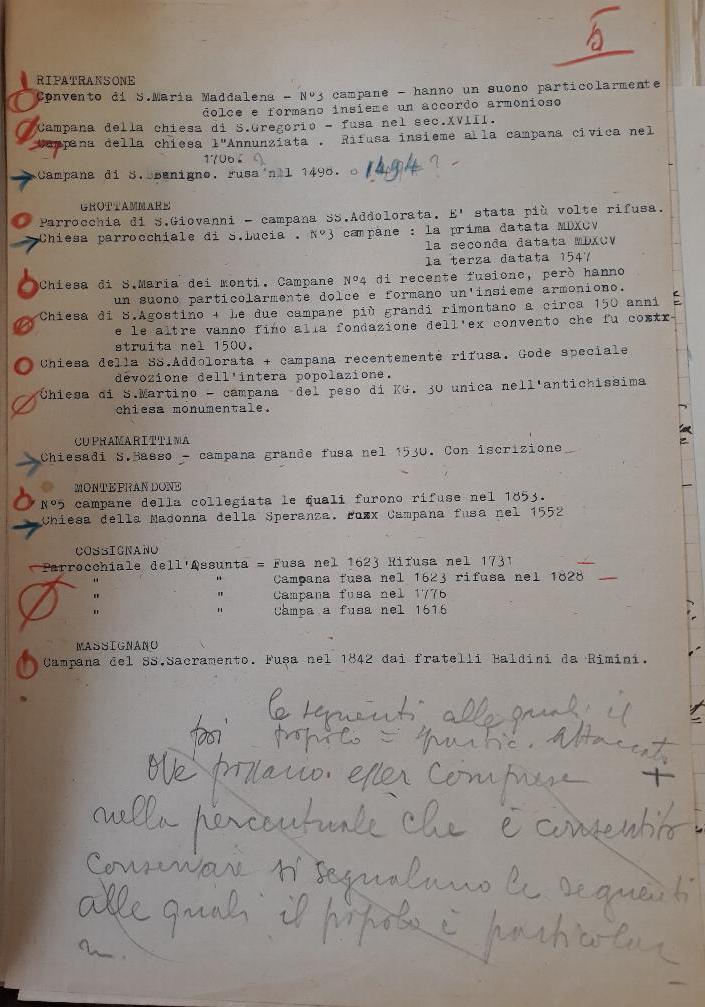 5
RIPATRANSONE
Convento di S.Maria Maddalena - N°3 campane - hanno un suono particolarmente
dolce e formano insieme un accordo armonioso
Campana della chiesa di S.Gregorio - fusa nel sec.XVIII.
Campana della chiesa l"Annunziata . Rifusa insieme alla campana civica nel
1706. ?
Campana di S. Benigno. Fusa nel 1498. o 1494? -
GROTTAMMARE
Parrocchia di S.Giovanni - campana SS.Addolorata. E' stata più volte rifusa.
Chiesa parrocchiale di S.Lucia . N°3 campane : la prima datata MDXCV
la seconda datata MDXCV
la terza datata 1547
Chiesa di S.Maria dei Monti. Campane N°4 di recente fusione, però hanno
un suono particolarmente dolce e formano un'insieme armoniono.
Chiesa di S.Agostino + Le due campane più grandi rimontano a circa 150 anni
e le altre vanno fino alla fondazione dell'ex convento che fu costr-
struita nel 1500.
Chiesa della SS.Addolorata + campana recentemente rifusa. Gode speciale
devozione dell'intera popolazione.
Chiesa di S.Martino - campana del peso di KG. 30 unica nell'antichissima
chiesa monumentale.
CUPRAMARITTIMA
Chiesadi S.Basso - campana grande fusa nel 1530. Con iscrizione
MONTEPRANDONE
N°5 campane della collegiata le quali furono rifuse nel 1853.
Chiesa della Madonna della Speranza. Campana fusa nel 1552
COSSIGNANO
Parrocchiale dell'Assunta = Fusa nel 1623 Rifusa nel 1731
" " Campana fusa nel 1623 rifusa nel 1828
" " Campana fusa nel 1776
" " Campa a fusa nel 1616
MASSIGNANO
Campana del SS.Sacramento. Fusa nel 1842 dai fratelli Baldini da Rimini.
le seguenti alle quali il
poi popolo = partic. attaccato
Ove possano esser comprese +
nella percentuale che è consentito
conservare si segnalano le seguenti
alle quali il popolo è particolar